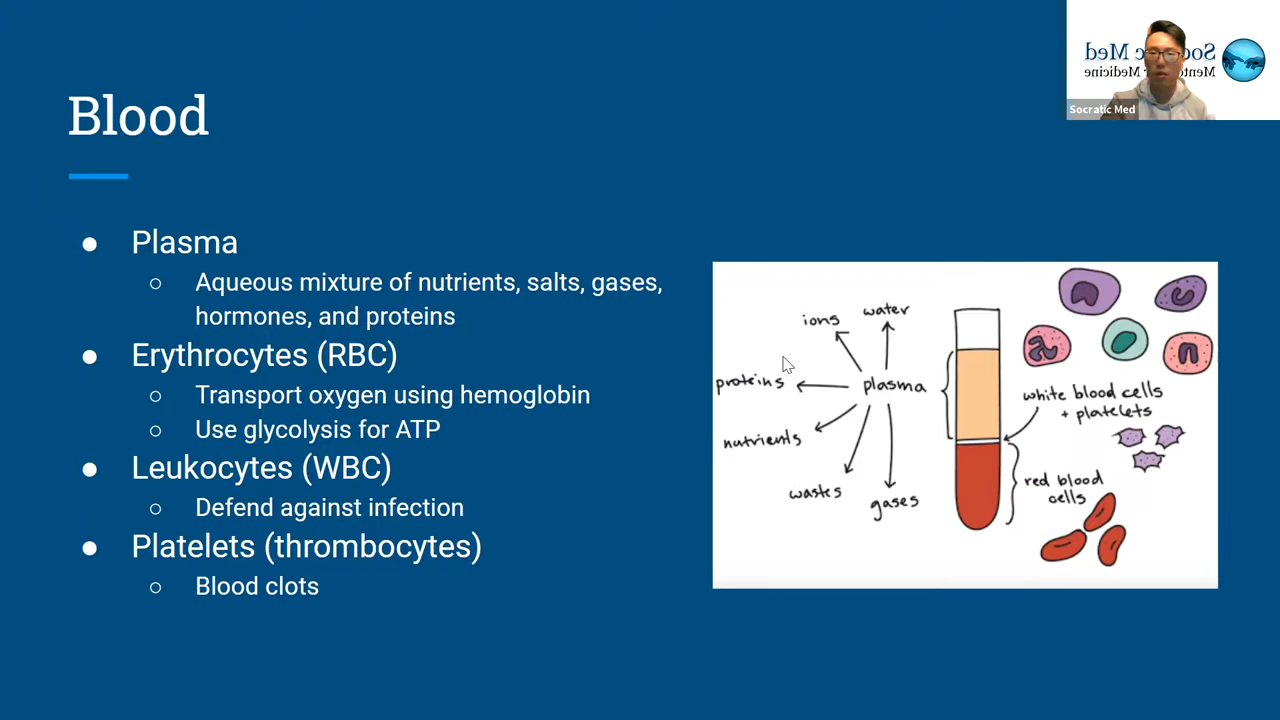 Blood
● Plasma
○ Aqueous mixture of nutrients, salts, gases,
hormones, and proteins
● Erythrocytes (RBC)
○ Transport oxygen using hemoglobin
○ Use glycolysis for ATP
● Leukocytes (WBC)
○ Defend against infection
● Platelets (thrombocytes)
○ Blood clots
ions
water
proteins
plasma
nutrients
wastes
gases
white blood cells
+ platelets
red blood
cells
Med
Medicine
Socratic Med